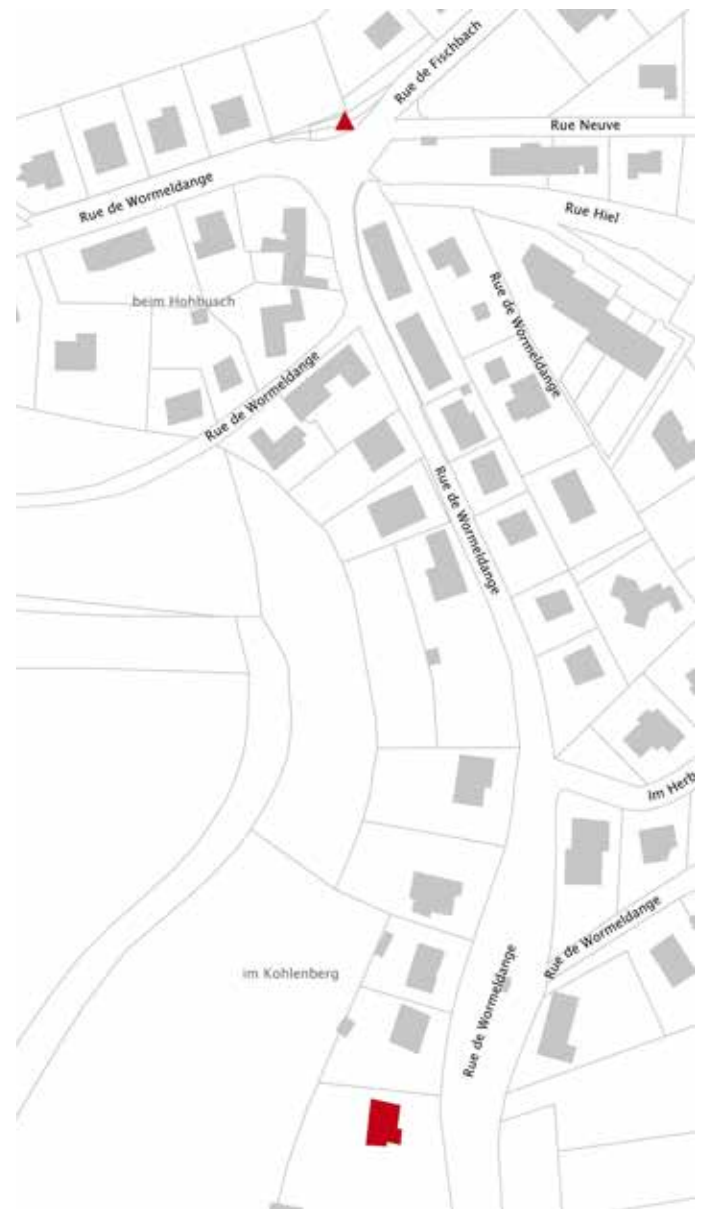 Rue de Fischbach
Rue Neuve
Rue de Wormeldange
Rue Hiel
beim Hohbusch
Rue de Wormeldange
Rue de Wormeldange
Rue de Wormeldange
Im Herb
Rue de Wormeldange
im Kohlenberg
Rue de Wormeldange